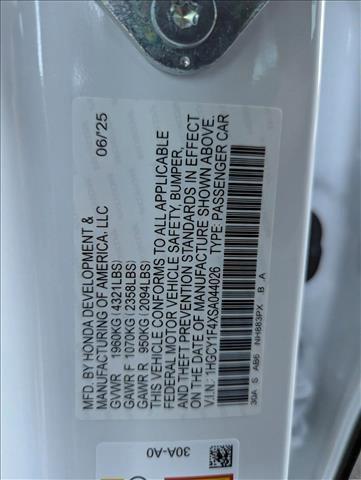 MFD BY HONDA DEVELOPMENT & 06/25
MANUFACTURING OF AMERICA, LLC
GVWR 1960KG (4321LBS)
GAWR F 1070KG (2358LBS)
GAWR R 950KG (2094LBS)
THIS VEHICLE CONFORMS TO ALL APPLICABLE
FEDERAL MOTOR VEHICLE SAFETY, BUMPER,
AND THEFT PREVENTION STANDARDS IN EFFECT
ON THE DATE OF MANUFACTURE SHOWN ABOVE.
V.I.N.: 1HGCY1F4XSA044026 TYPE: PASSENGER CAR
30A S AB6 NH883PX B A
30A-A0